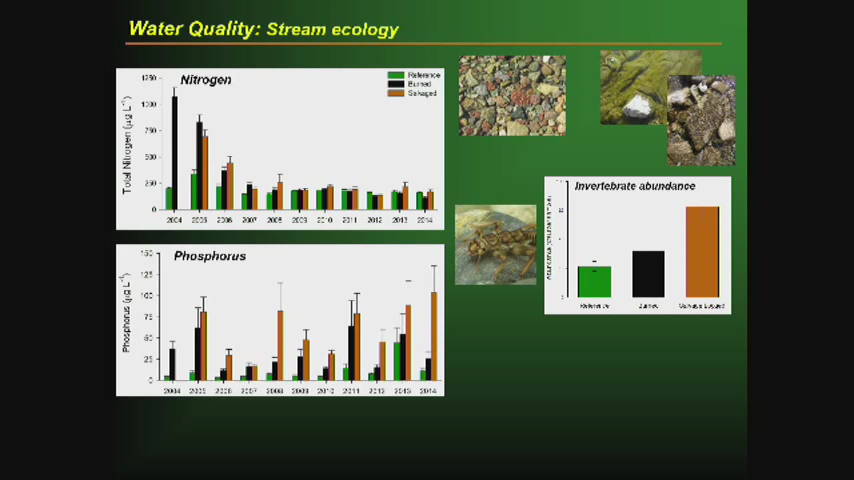 Water Quality: Stream ecology
Nitrogen
Reference
Burned
Salvaged
Total Nitrogen (µg L⁻¹)
1250
1000
750
500
250
0
2004 2005 2006 2007 2008 2009 2010 2011 2012 2013 2014
Phosphorus
Phosphorus (µg L⁻¹)
150
125
100
75
50
25
0
2004 2005 2006 2007 2008 2009 2010 2011 2012 2013 2014
Invertebrate abundance
Reference Burned Salvage Logged